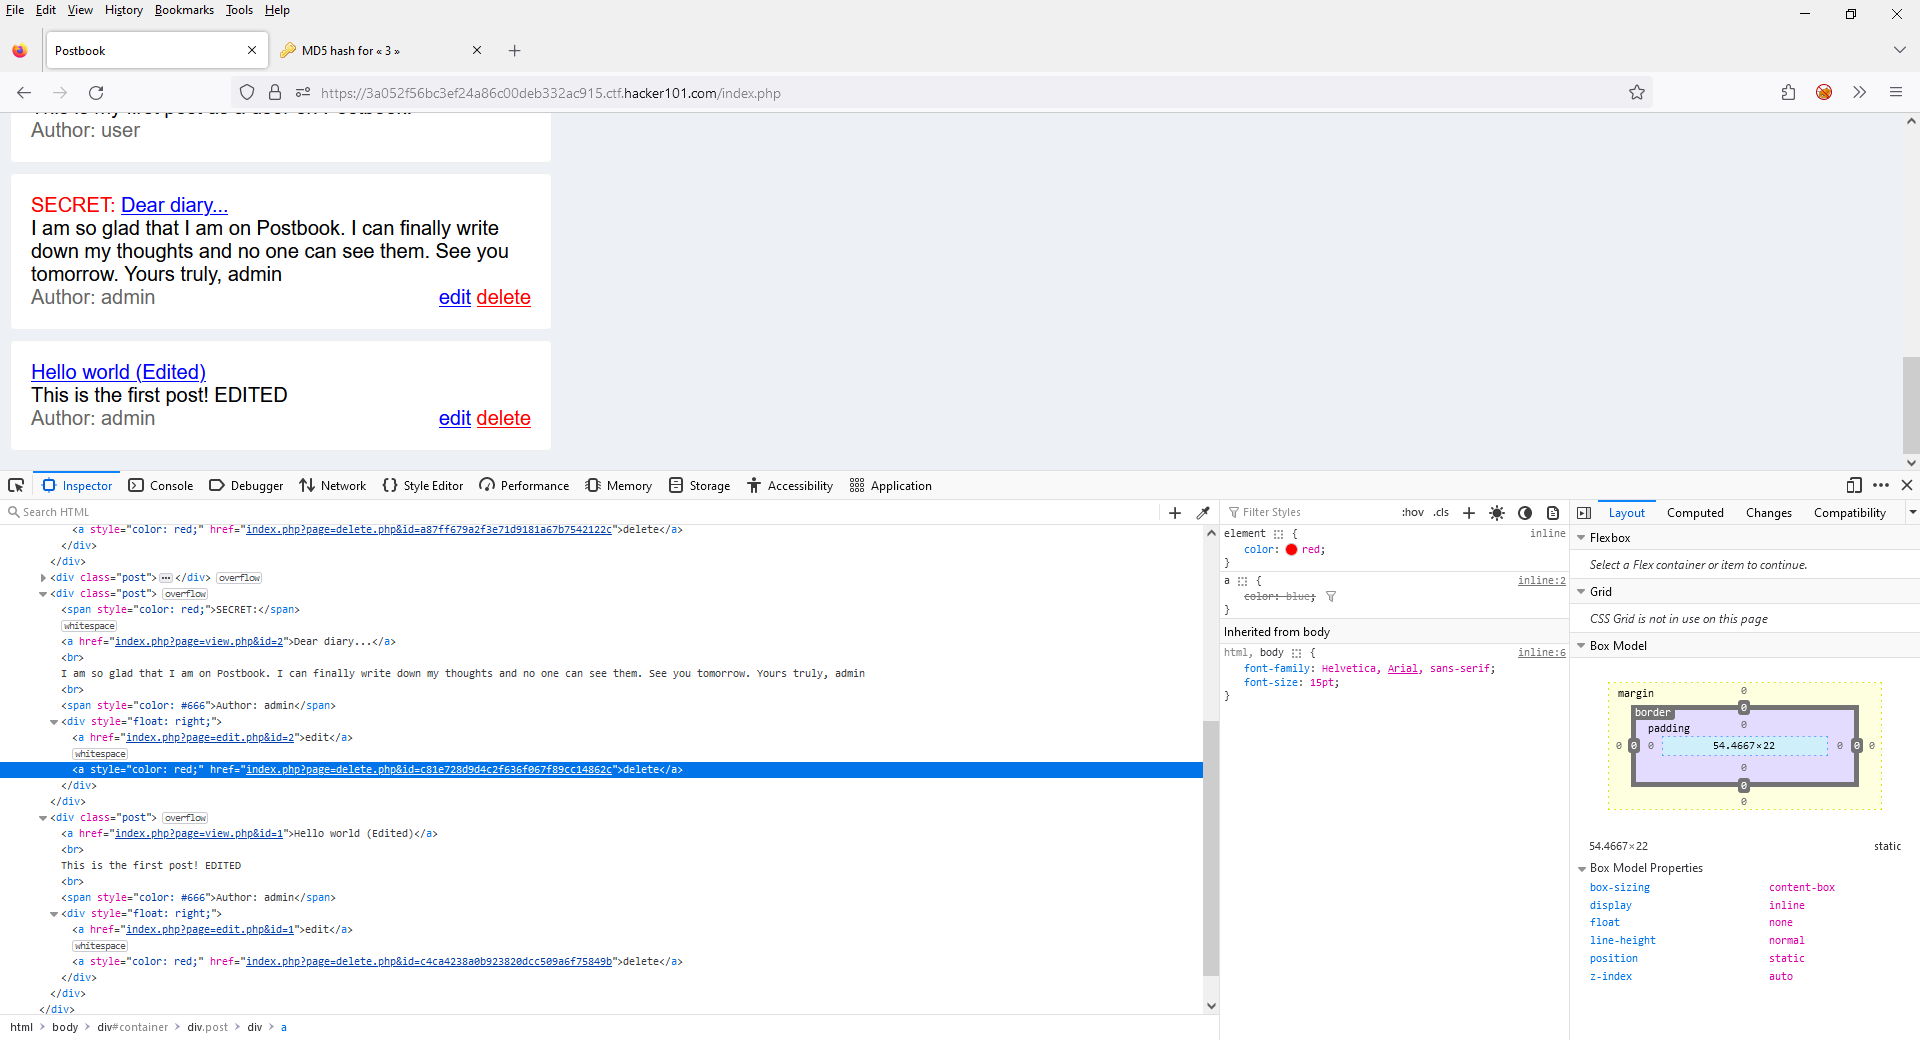 File Edit View History Bookmarks Tools Help
Postbook
MD5 hash for « 3 »
https://3a052f56bc3ef24a86c00deb332ac915.ctf.hacker101.com/index.php
This is my first post as a user on Postbook!
Author: user
SECRET: Dear diary...
I am so glad that I am on Postbook. I can finally write
down my thoughts and no one can see them. See you
tomorrow. Yours truly, admin
Author: admin edit delete
Hello world (Edited)
This is the first post! EDITED
Author: admin edit delete
Inspector Console Debugger Network Style Editor Performance Memory Storage Accessibility Application
Search HTML
<a style="color: red;" href="index.php?page=delete.php&id=a87ff679a2f3e71d9181a67b7542122c">delete</a>
</div>
</div>
<div class="post"> ••• </div> overflow
<div class="post"> overflow
<span style="color: red;">SECRET:</span>
whitespace
<a href="index.php?page=view.php&id=2">Dear diary...</a>
<br>
I am so glad that I am on Postbook. I can finally write down my thoughts and no one can see them. See you tomorrow. Yours truly, admin
<br>
<span style="color: #666">Author: admin</span>
<div style="float: right;">
<a href="index.php?page=edit.php&id=2">edit</a>
whitespace
<a style="color: red;" href="index.php?page=delete.php&id=c81e728d9d4c2f636f067f89cc14862c">delete</a>
</div>
</div>
<div class="post"> overflow
<a href="index.php?page=view.php&id=1">Hello world (Edited)</a>
<br>
This is the first post! EDITED
<br>
<span style="color: #666">Author: admin</span>
<div style="float: right;">
<a href="index.php?page=edit.php&id=1">edit</a>
whitespace
<a style="color: red;" href="index.php?page=delete.php&id=c4ca4238a0b923820dcc509a6f75849b">delete</a>
</div>
</div>
</div>
html > body > div#container > div.post > div > a
Filter Styles :hov .cls
element { inline
color: red;
}
a { inline:2
color: blue;
}
Inherited from body
html, body { inline:6
font-family: Helvetica, Arial, sans-serif;
font-size: 15pt;
}
Layout Computed Changes Compatibility
Flexbox
Select a Flex container or item to continue.
Grid
CSS Grid is not in use on this page
Box Model
margin 0
border 0
padding 0
0 0 0 54.4667×22 0 0 0
0
0
0
54.4667×22 static
Box Model Properties
box-sizing content-box
display inline
float none
line-height normal
position static
z-index auto